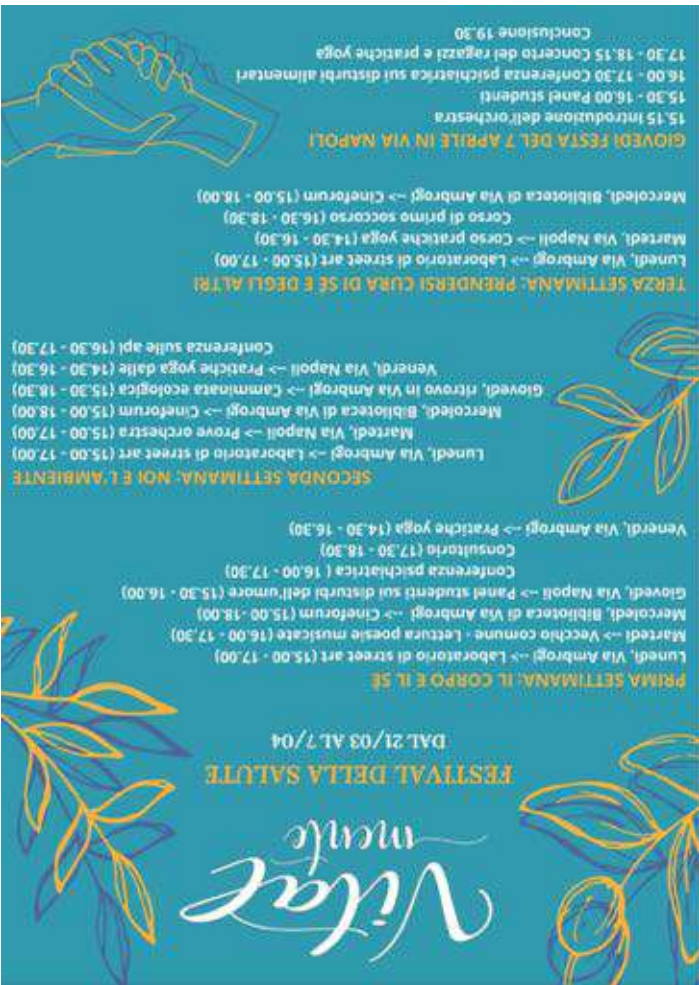 Vitae
mente
FESTIVAL DELLA SALUTE
DAL 21/03 AL 7/04
PRIMA SETTIMANA: IL CORPO E IL SÈ
Lunedì, Via Ambrogi -> Laboratorio di street art (15.00 - 17.00)
Martedì -> Vecchio comune - Lettura poesie musicate (16.00 - 17.30)
Mercoledì, Biblioteca di Via Ambrogi -> Cineforum (15.00 -18.00)
Giovedì, Via Napoli -> Panel studenti sui disturbi dell'umore (15.30 - 16.00)
Conferenza psichiatrica ( 16.00 - 17.30)
Consultorio (17.30 - 18.30)
Venerdì, Via Ambrogi -> Pratiche yoga (14.30 - 16.30)
SECONDA SETTIMANA: NOI E L'AMBIENTE
Lunedì, Via Ambrogi -> Laboratorio di street art (15.00 - 17.00)
Martedì, Via Napoli -> Prove orchestra (15.00 - 17.00)
Mercoledì, Biblioteca di Via Ambrogi -> Cineforum (15.00 - 18.00)
Giovedì, ritrovo in Via Ambrogi -> Camminata ecologica (15.30 - 18.30)
Venerdì, Via Napoli -> Pratiche yoga dalle (14.30 - 16.30)
Conferenza sulle api (16.30 - 17.30)
TERZA SETTIMANA: PRENDERSI CURA DI SÉ E DEGLI ALTRI
Lunedì, Via Ambrogi -> Laboratorio di street art (15.00 - 17.00)
Martedì, Via Napoli -> Corso pratiche yoga (14.30 - 16.30)
Corso di primo soccorso (16.30 - 18.30)
Mercoledì, Biblioteca di Via Ambrogi -> Cineforum (15.00 - 18.00)
GIOVEDÌ FESTA DEL 7 APRILE IN VIA NAPOLI
15.15 Introduzione dell'orchestra
15.30 - 16.00 Panel studenti
16.00 - 17.30 Conferenza psichiatrica sui disturbi alimentari
17.30 - 18.15 Concerto dei ragazzi e pratiche yoga
Conclusione 19.30